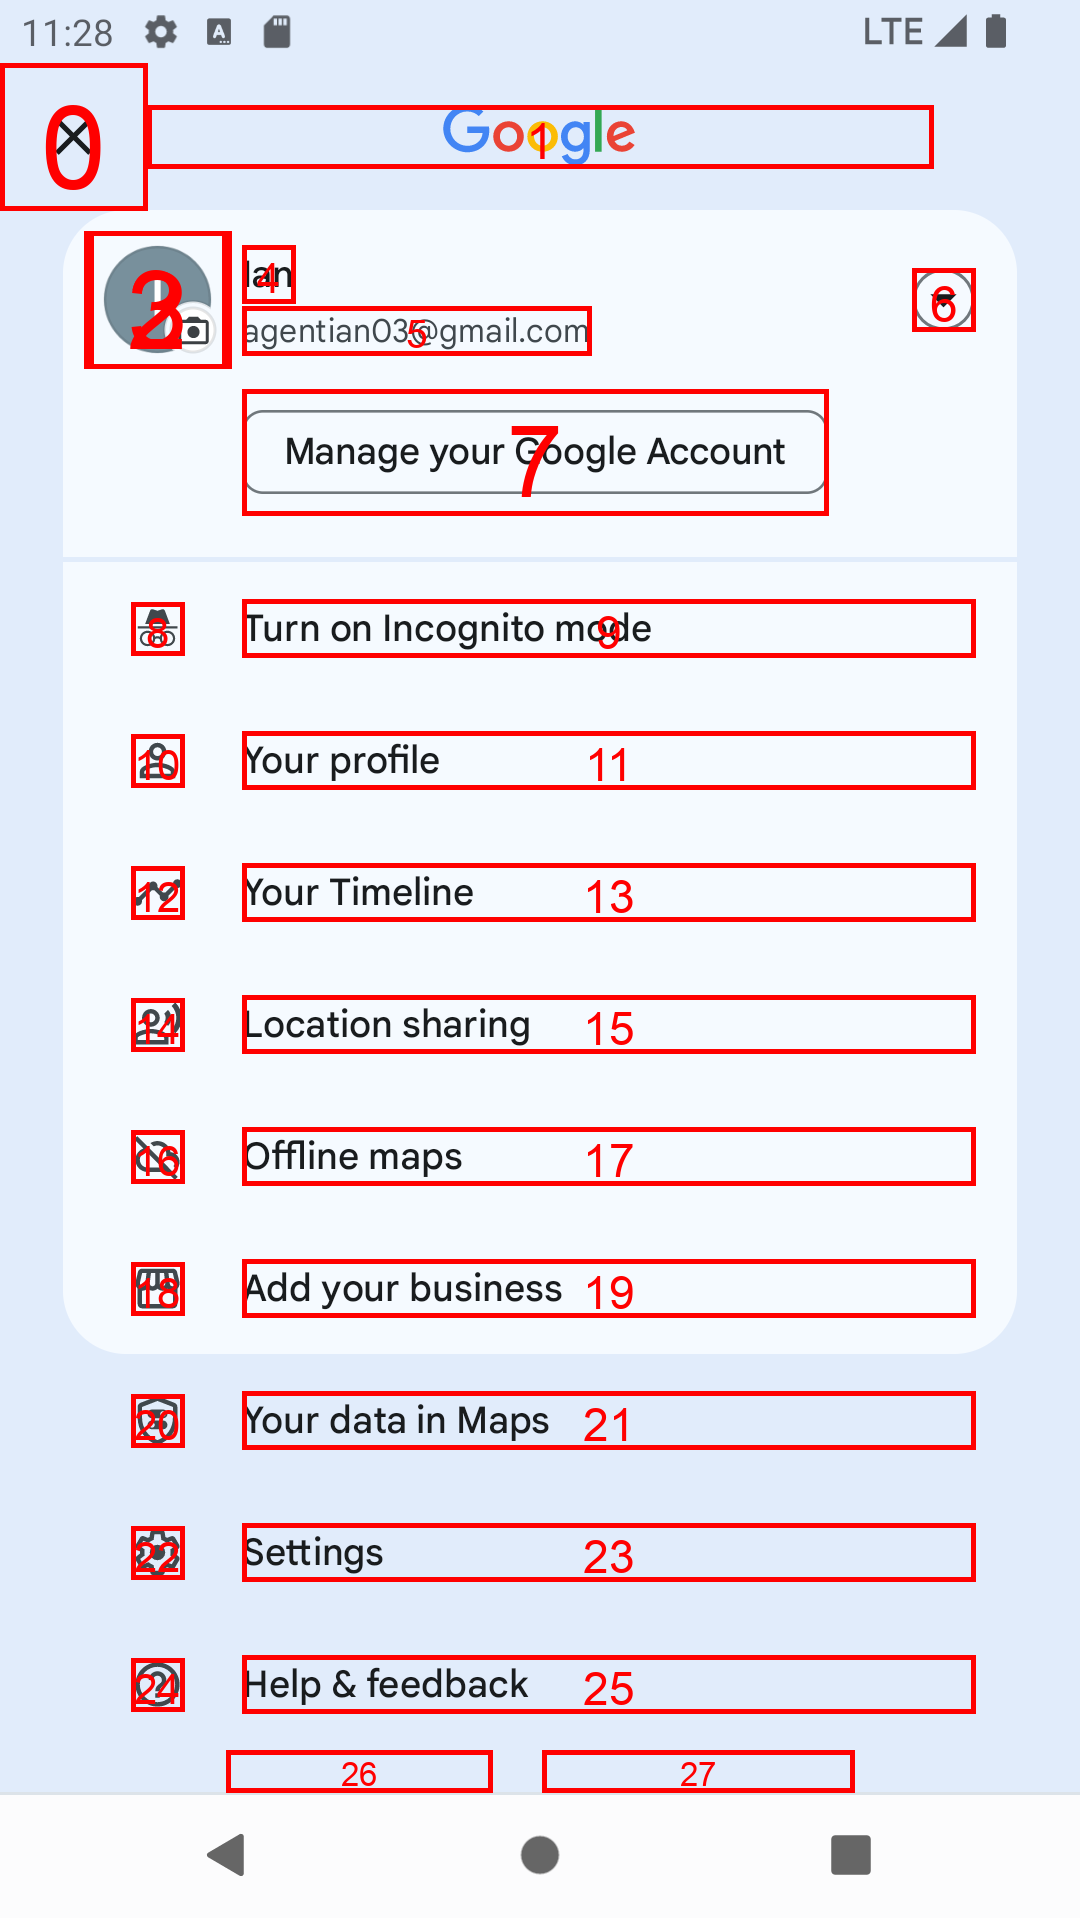 11:28 LTE
0
Google
1
Ian
4
agentian03@gmail.com
5
6
Manage your Google Account
7
8
Turn on Incognito mode
9
10
Your profile
11
12
Your Timeline
13
14
Location sharing
15
16
Offline maps
17
18
Add your business
19
20
Your data in Maps
21
22
Settings
23
24
Help & feedback
25
26
27